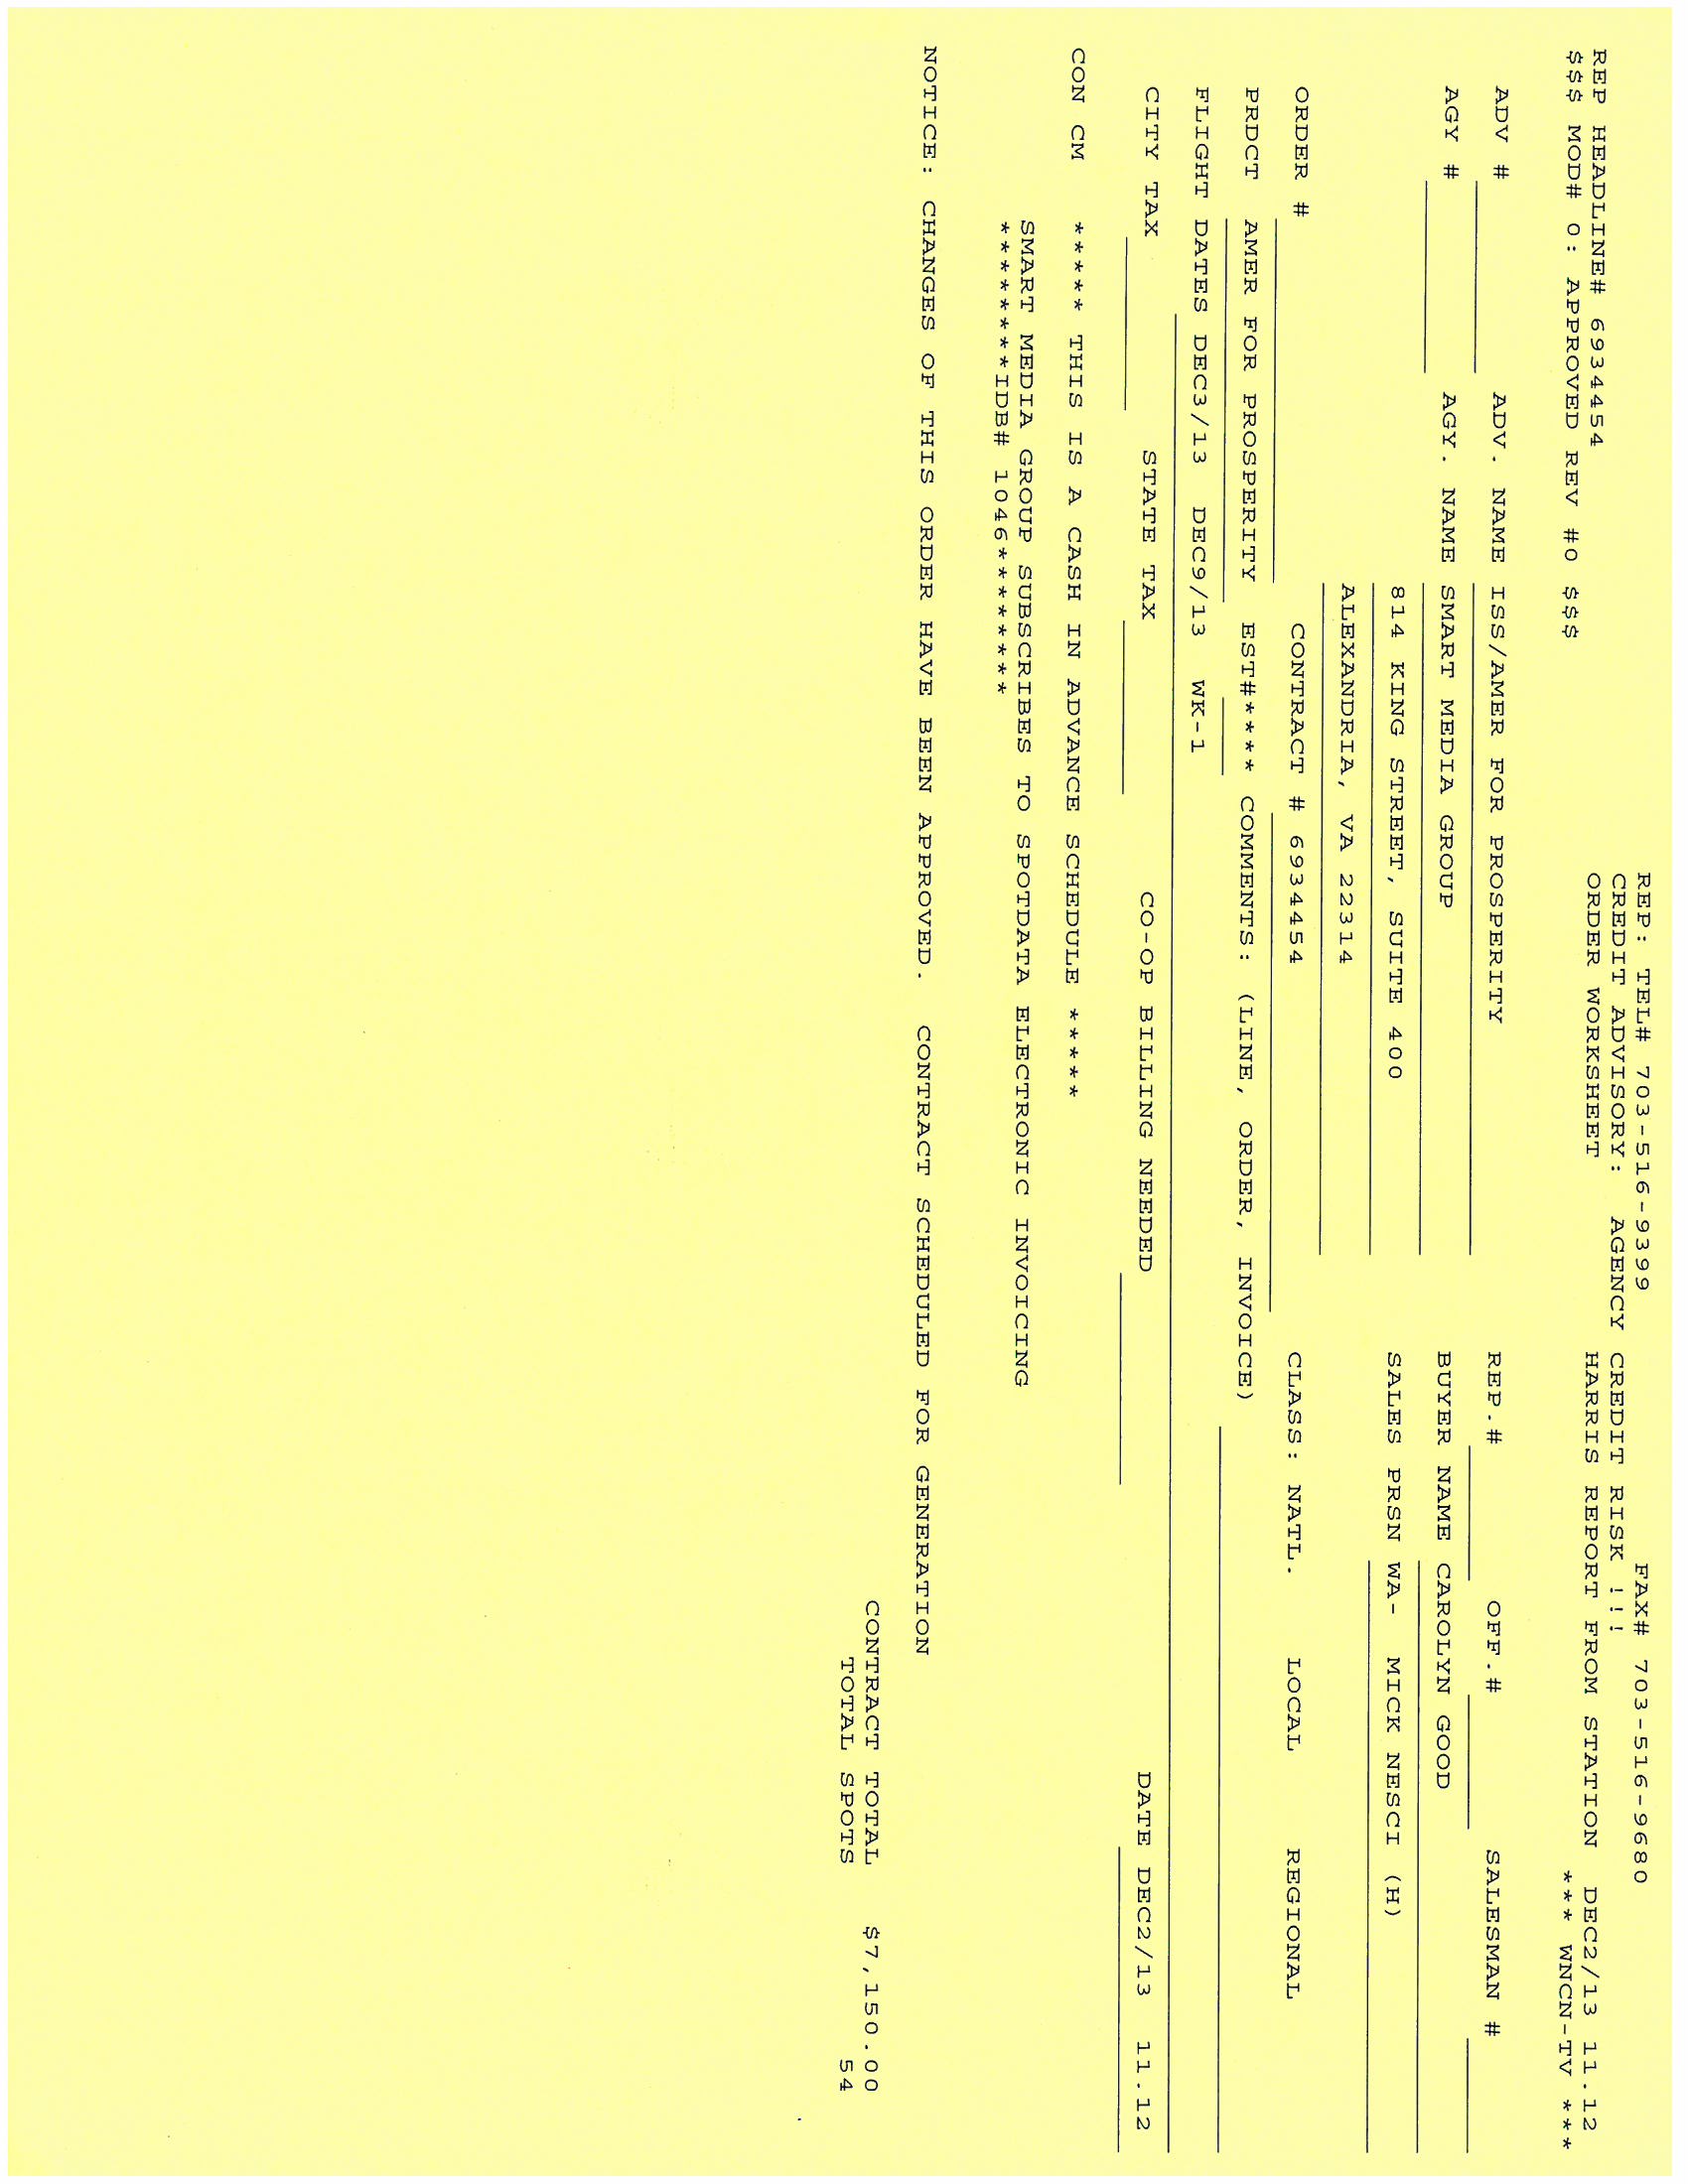 REP: TEL# 703-516-9399 FAX# 703-516-9680
CREDIT ADVISORY: AGENCY CREDIT RISK !!!
REP HEADLINE# 6934454 ORDER WORKSHEET HARRIS REPORT FROM STATION DEC2/13 11.12
$$$ MOD# 0: APPROVED REV #0 $$$ *** WNCN-TV ***
ADV # ADV. NAME ISS/AMER FOR PROSPERITY REP.# OFF.# SALESMAN #
AGY # AGY. NAME SMART MEDIA GROUP BUYER NAME CAROLYN GOOD
814 KING STREET, SUITE 400 SALES PRSN WA- MICK NESCI (H)
ALEXANDRIA, VA 22314
ORDER # CONTRACT # 6934454 CLASS: NATL. LOCAL REGIONAL
PRDCT AMER FOR PROSPERITY EST#**** COMMENTS: (LINE, ORDER, INVOICE)
FLIGHT DATES DEC3/13 DEC9/13 WK-1
CITY TAX STATE TAX CO-OP BILLING NEEDED DATE DEC2/13 11.12
CON CM ***** THIS IS A CASH IN ADVANCE SCHEDULE *****
SMART MEDIA GROUP SUBSCRIBES TO SPOTDATA ELECTRONIC INVOICING
********IDB# 1046********
NOTICE: CHANGES OF THIS ORDER HAVE BEEN APPROVED. CONTRACT SCHEDULED FOR GENERATION
CONTRACT TOTAL $7,150.00
TOTAL SPOTS 54